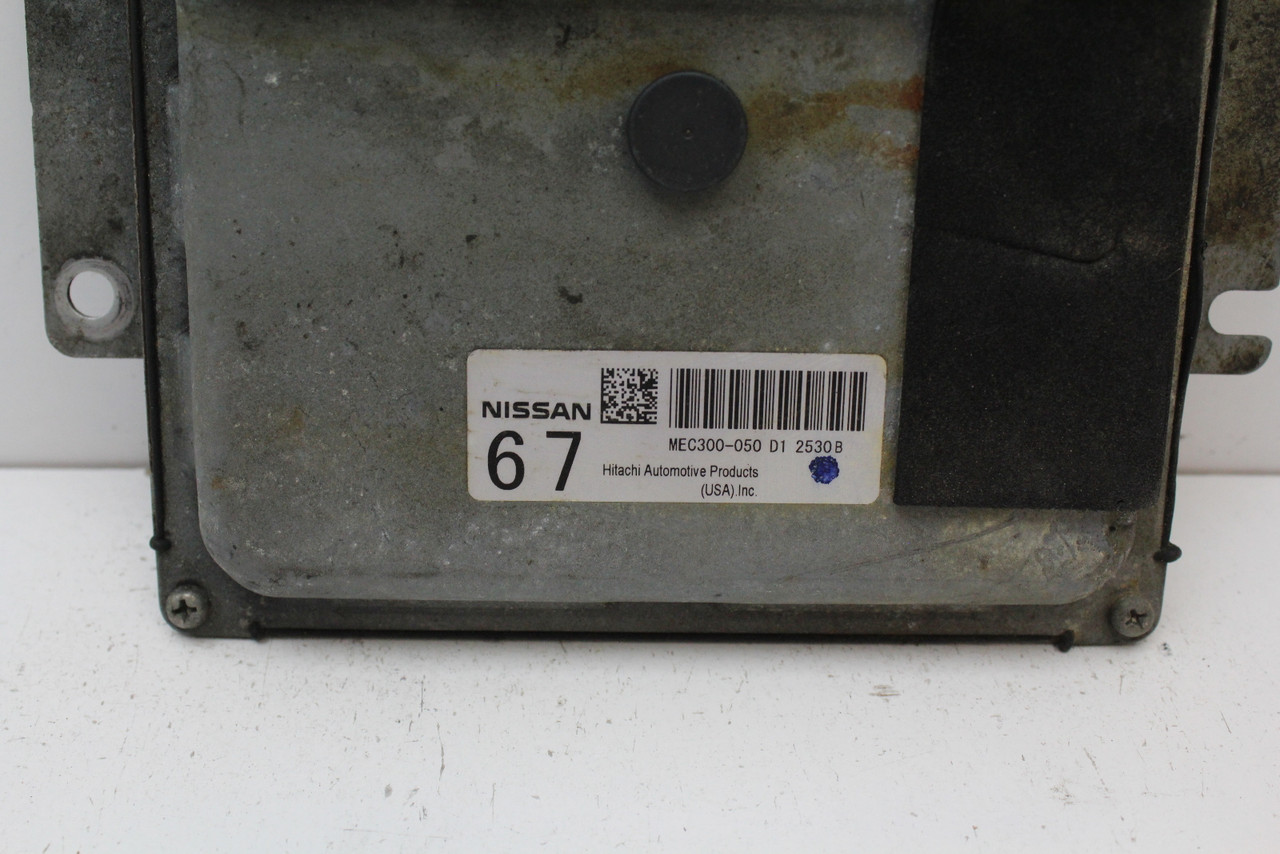 NISSAN
67
MEC300-050 D1 2530B
Hitachi Automotive Products
(USA).Inc.